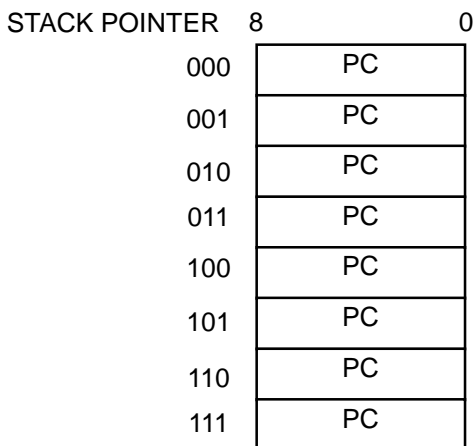 STACK POINTER 8 0
000 PC
001 PC
010 PC
011 PC
100 PC
101 PC
110 PC
111 PC